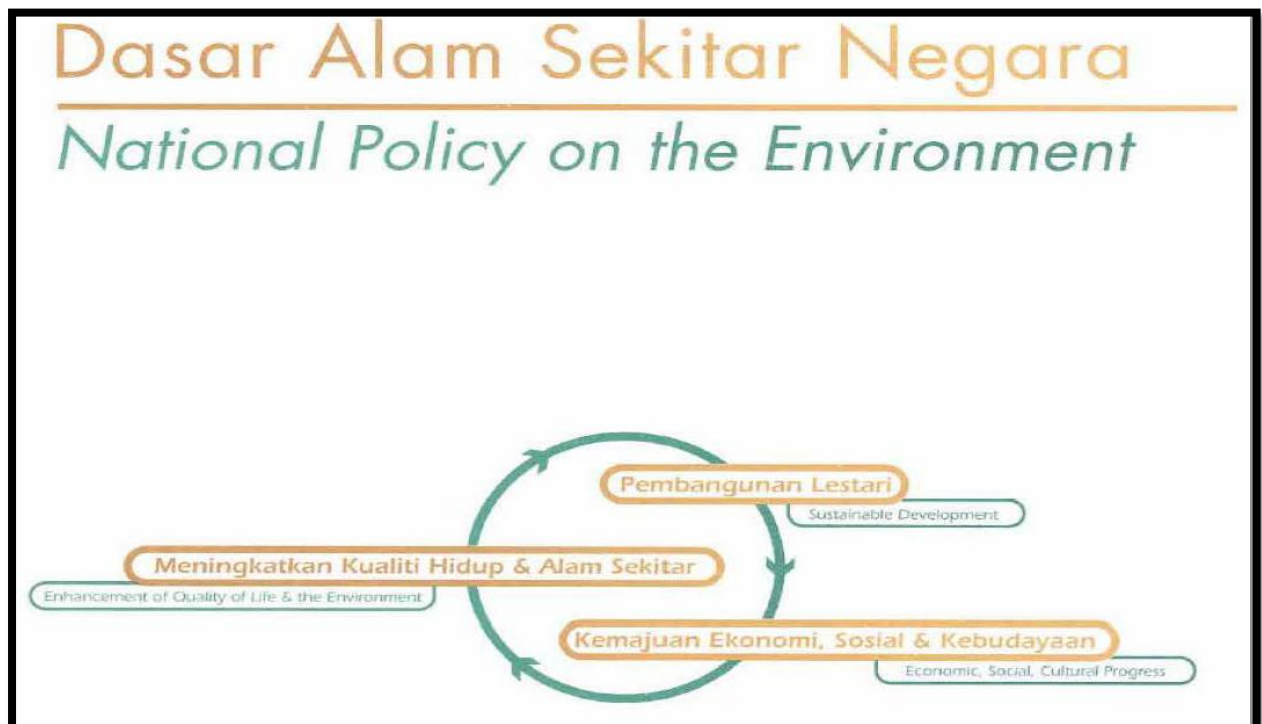 Dasar Alam Sekitar Negara
National Policy on the Environment
Pembangunan Lestari
Sustainable Development
Meningkatkan Kualiti Hidup & Alam Sekitar
Enhancement of Quality of Life & the Environment
Kemajuan Ekonomi, Sosial & Kebudayaan
Economic, Social, Cultural Progress